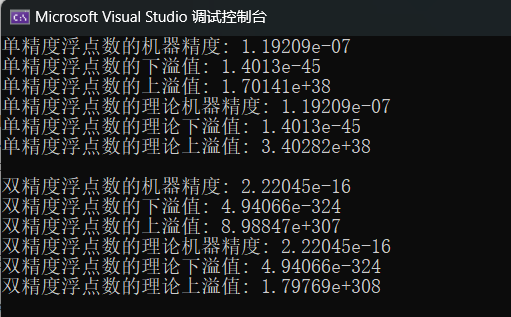 Microsoft Visual Studio 调试控制台
单精度浮点数的机器精度: 1.19209e-07
单精度浮点数的下溢值: 1.4013e-45
单精度浮点数的上溢值: 1.70141e+38
单精度浮点数的理论机器精度: 1.19209e-07
单精度浮点数的理论下溢值: 1.4013e-45
单精度浮点数的理论上溢值: 3.40282e+38
双精度浮点数的机器精度: 2.22045e-16
双精度浮点数的下溢值: 4.94066e-324
双精度浮点数的上溢值: 8.98847e+307
双精度浮点数的理论机器精度: 2.22045e-16
双精度浮点数的理论下溢值: 4.94066e-324
双精度浮点数的理论上溢值: 1.79769e+308